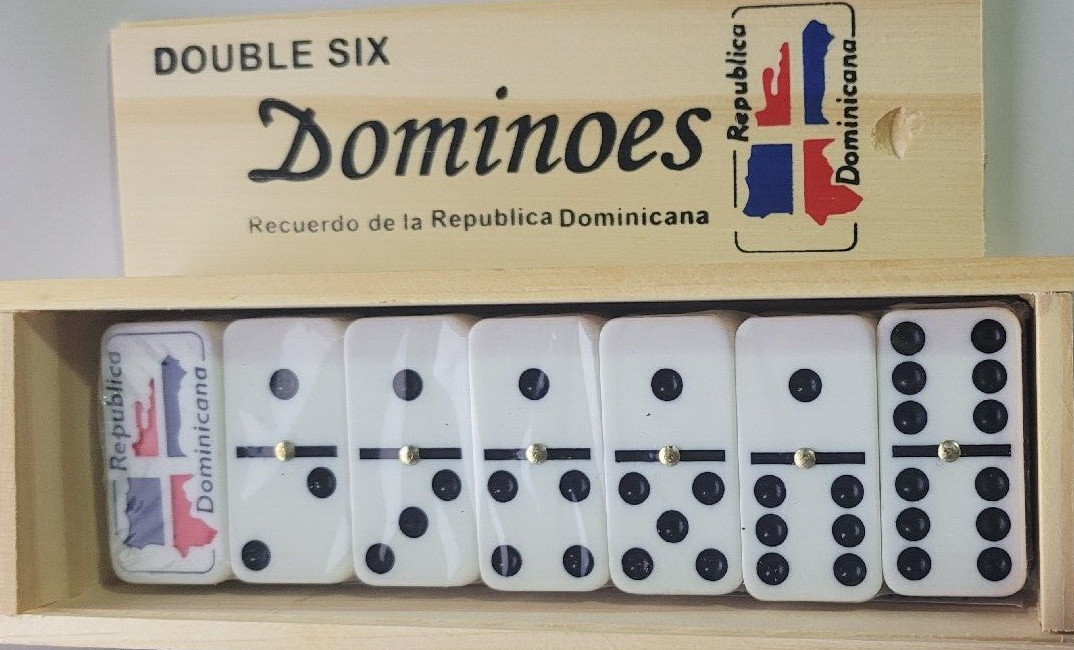 DOUBLE SIX
Dominoes
Recuerdo de la Republica Dominicana
Republica
Dominicana
Republica
Dominicana